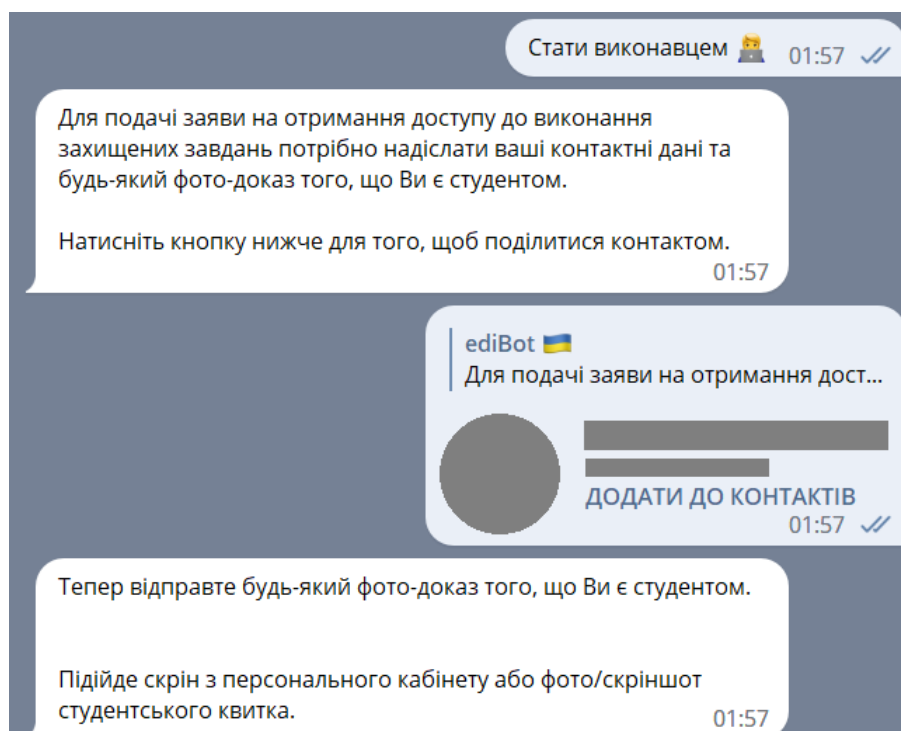 Стати виконавцем 👨‍💻 01:57
Для подачі заяви на отримання доступу до виконання
захищених завдань потрібно надіслати ваші контактні дані та
будь-який фото-доказ того, що Ви є студентом.
Натисніть кнопку нижче для того, щоб поділитися контактом.
01:57
ediBot 🇺🇦
Для подачі заяви на отримання дост...
ДОДАТИ ДО КОНТАКТІВ
01:57
Тепер відправте будь-який фото-доказ того, що Ви є студентом.
Підійде скрін з персонального кабінету або фото/скріншот
студентського квитка.
01:57